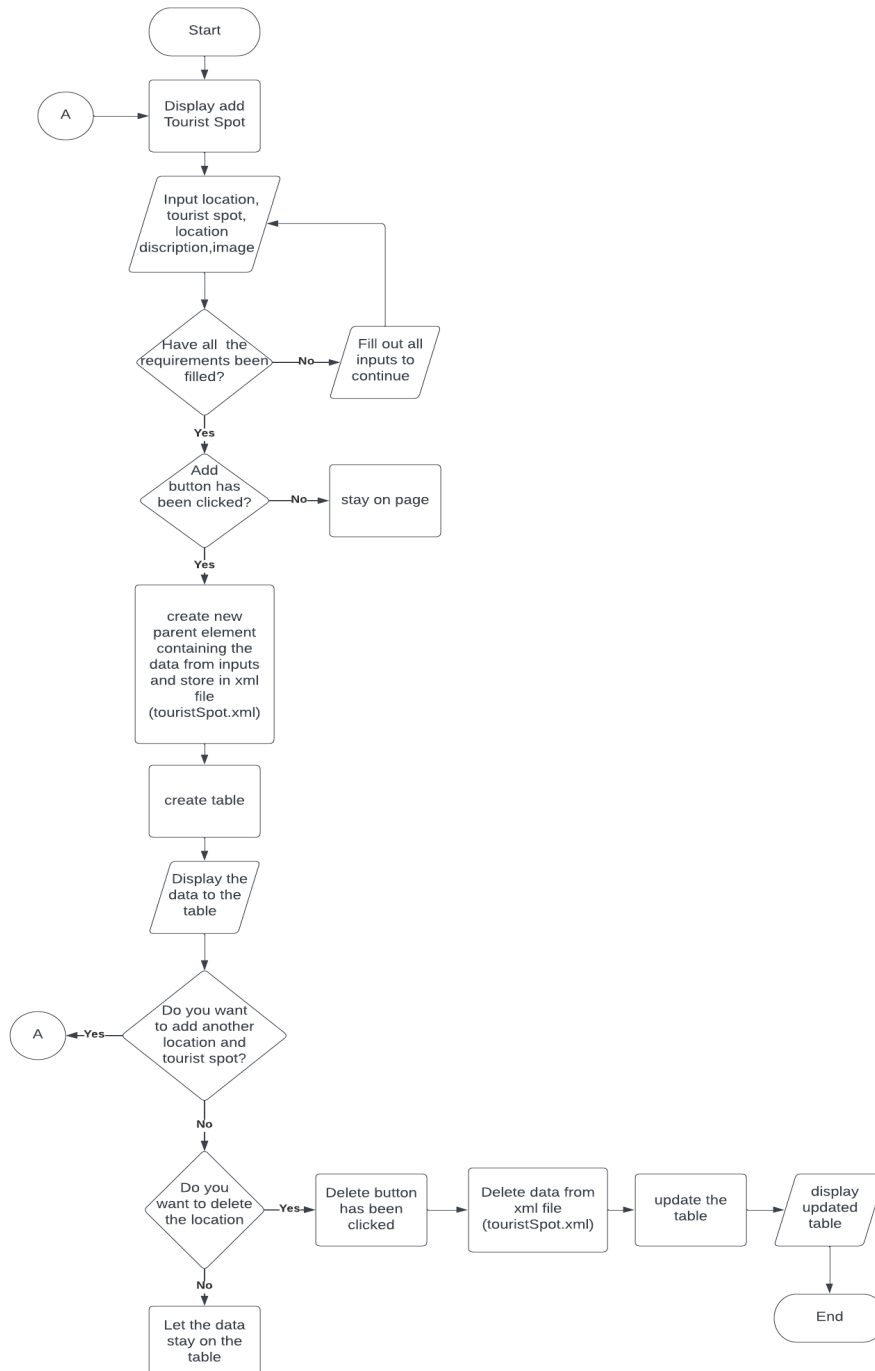 Start
A
Display add
Tourist Spot
Input location,
tourist spot,
location
discription,image
Have all  the
requirements been
filled?
No
Fill out all
inputs to
continue
Yes
Add
button has
been clicked?
No
stay on page
Yes
create new
parent element
containing the
data from inputs
and store in xml
file
(touristSpot.xml)
create table
Display the
data to the
table
Do you want
to add another
location and
tourist spot?
Yes
A
No
Do you
want to delete
the location
Yes
Delete button
has been
clicked
Delete data from
xml file
(touristSpot.xml)
update the
table
display
updated
table
End
No
Let the data
stay on the
table